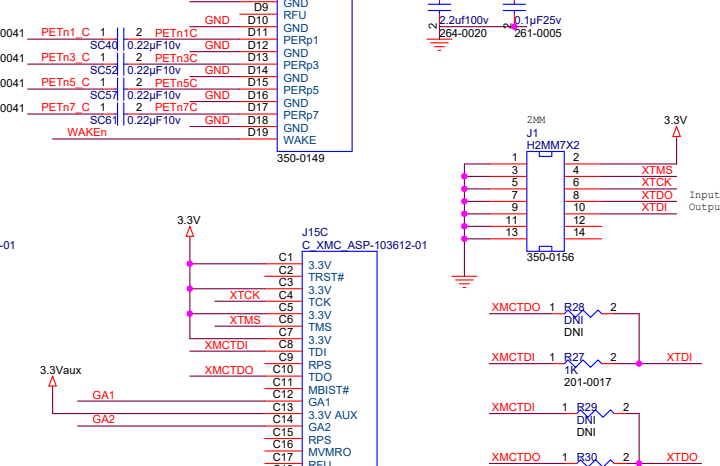 GND
D9
RFU
GND D10
GND
0041 PETn1_C 1 2 PETn1C D11
PERp1
SC40 0.22µF10v GND D12
GND
0041 PETn3_C 1 2 PETn3C D13
PERp3
SC52 0.22µF10v GND D14
GND
0041 PETn5_C 1 2 PETn5C D15
PERp5
SC57 0.22µF10v GND D16
GND
0041 PETn7_C 1 2 PETn7C D17
PERp7
SC61 0.22µF10v GND D18
GND
WAKEn D19
WAKE
350-0149
2 2
2.2uf100v 0.1µF25v
264-0020 261-0005
2MM
J1
H2MM7X2
3.3V
1 2
3 4 XTMS
5 6 XTCK
7 8 XTDO Input
9 10 XTDI Outpu
11 12
13 14
350-0156
-01
3.3V
J15C
C_XMC_ASP-103612-01
C1
3.3V
C2
TRST#
C3
3.3V
XTCK C4
TCK
C5
3.3V
XTMS C6
TMS
C7
3.3V
XMCTDI C8
TDI
C9
RPS
XMCTDO C10
TDO
C11
MBIST#
3.3Vaux
GA1 C12
GA1
C13
3.3V AUX
GA2 C14
GA2
C15
RPS
C16
MVMRO
C17
RFU
XMCTDO 1 R28 2
DNI
DNI
XMCTDI 1 R27 2 XTDI
1K
201-0017
XMCTDI 1 R29 2
DNI
DNI
XMCTDO 1 R30 2 XTDO